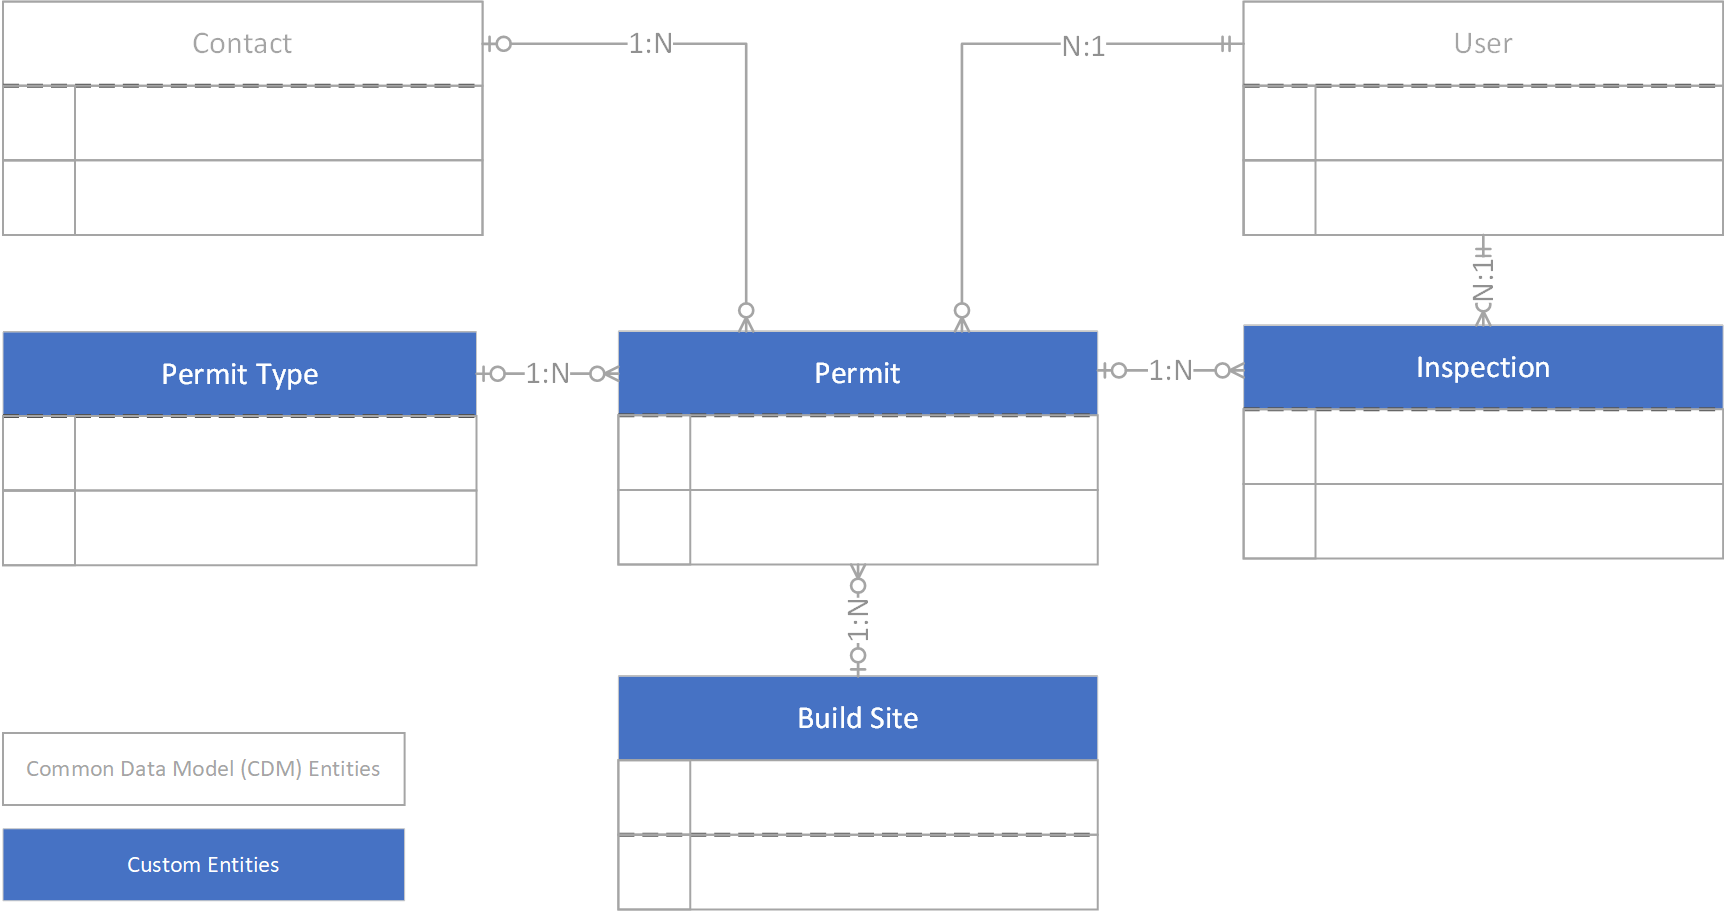 Contact
1:N
N:1
User
N:1
Permit Type
1:N
Permit
1:N
Inspection
1:N
Build Site
Common Data Model (CDM) Entities
Custom Entities